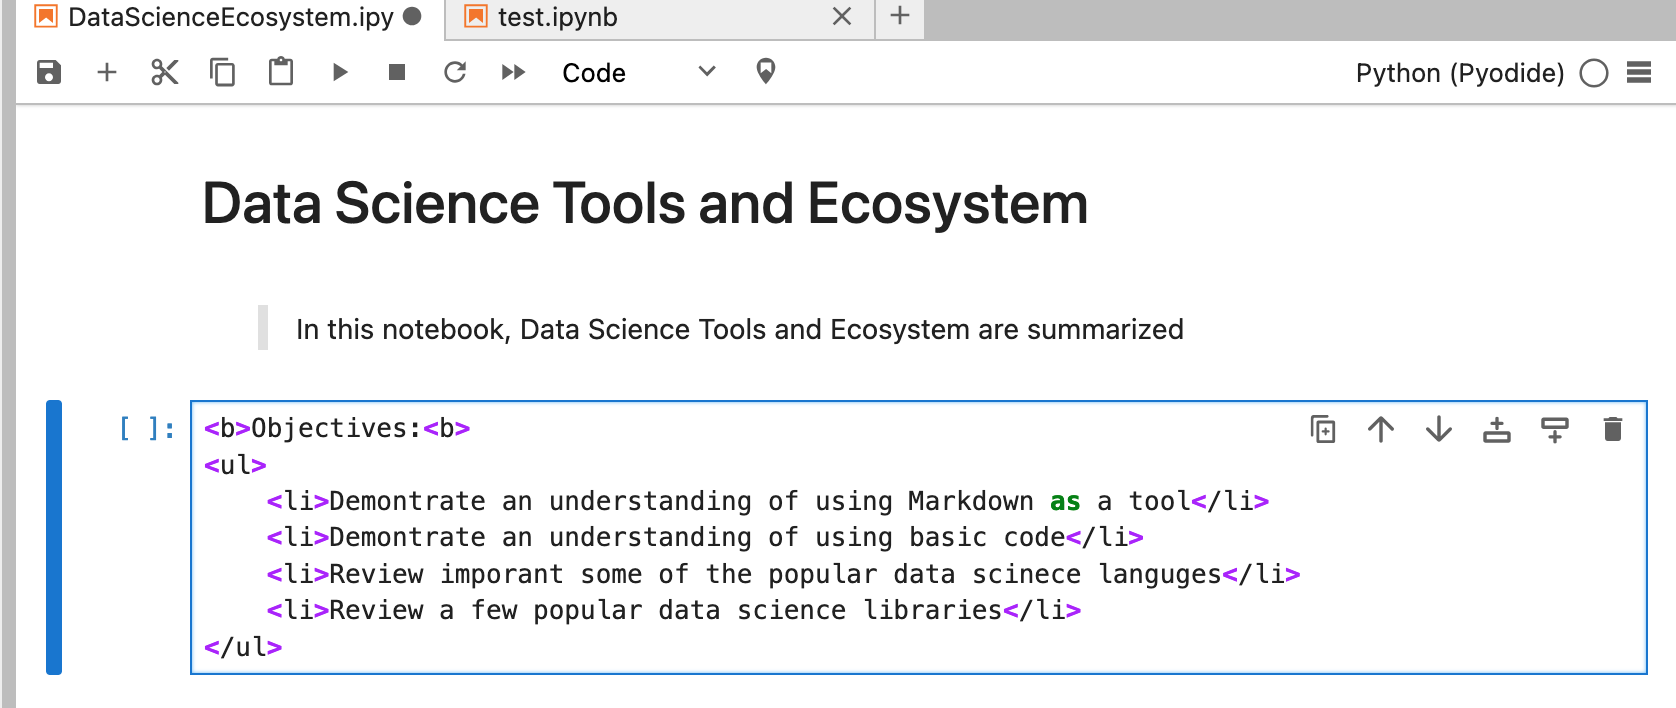 DataScienceEcosystem.ipy
test.ipynb
Code
Python (Pyodide)
Data Science Tools and Ecosystem
In this notebook, Data Science Tools and Ecosystem are summarized
[ ]:
<b>Objectives:<b>
<ul>
    <li>Demontrate an understanding of using Markdown as a tool</li>
    <li>Demontrate an understanding of using basic code</li>
    <li>Review imporant some of the popular data scinece languges</li>
    <li>Review a few popular data science libraries</li>
</ul>